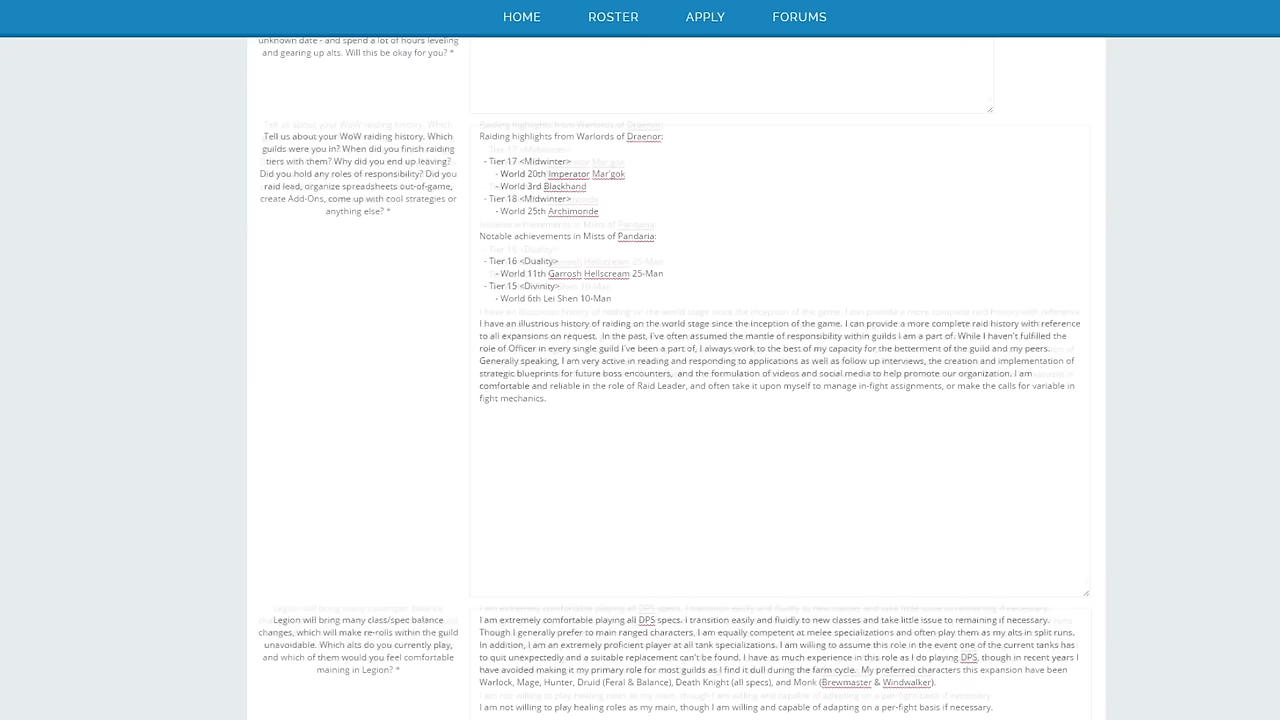 HOME ROSTER APPLY FORUMS
unknown date - and spend a lot of hours leveling
and gearing up alts. Will this be okay for you? *
Tell us about your WoW raiding history. Which
guilds were you in? When did you finish raiding
tiers with them? Why did you end up leaving?
Did you hold any roles of responsibility? Did you
raid lead, organize spreadsheets out-of-game,
create Add-Ons, come up with cool strategies or
anything else? *
Raiding highlights from Warlords of Draenor:
- Tier 17 <Midwinter>
- World 20th Imperator Mar'gok
- World 3rd Blackhand
- Tier 18 <Midwinter>
- World 25th Archimonde
Notable achievements in Mists of Pandaria:
- Tier 16 <Duality>
- World 11th Garrosh Hellscream 25-Man
- Tier 15 <Divinity>
- World 6th Lei Shen 10-Man
I have an illustrious history of raiding on the world stage since the inception of the game. I can provide a more complete raid history with reference
to all expansions on request. In the past, I've often assumed the mantle of responsibility within guilds I am a part of. While I haven't fulfilled the
role of Officer in every single guild I've been a part of, I always work to the best of my capacity for the betterment of the guild and my peers.
Generally speaking, I am very active in reading and responding to applications as well as follow up interviews, the creation and implementation of
strategic blueprints for future boss encounters, and the formulation of videos and social media to help promote our organization. I am
comfortable and reliable in the role of Raid Leader, and often take it upon myself to manage in-fight assignments, or make the calls for variable in
fight mechanics.
Legion will bring many class/spec balance
changes, which will make re-rolls within the guild
unavoidable. Which alts do you currently play,
and which of them would you feel comfortable
maining in Legion? *
I am extremely comfortable playing all DPS specs. I transition easily and fluidly to new classes and take little issue to remaining if necessary.
Though I generally prefer to main ranged characters, I am equally competent at melee specializations and often play them as my alts in split runs.
In addition, I am an extremely proficient player at all tank specializations. I am willing to assume this role in the event one of the current tanks has
to quit unexpectedly and a suitable replacement can't be found. I have as much experience in this role as I do playing DPS, though in recent years I
have avoided making it my primary role for most guilds as I find it dull during the farm cycle. My preferred characters this expansion have been
Warlock, Mage, Hunter, Druid (Feral & Balance), Death Knight (all specs), and Monk (Brewmaster & Windwalker).
I am not willing to play healing roles as my main, though I am willing and capable of adapting on a per-fight basis if necessary.